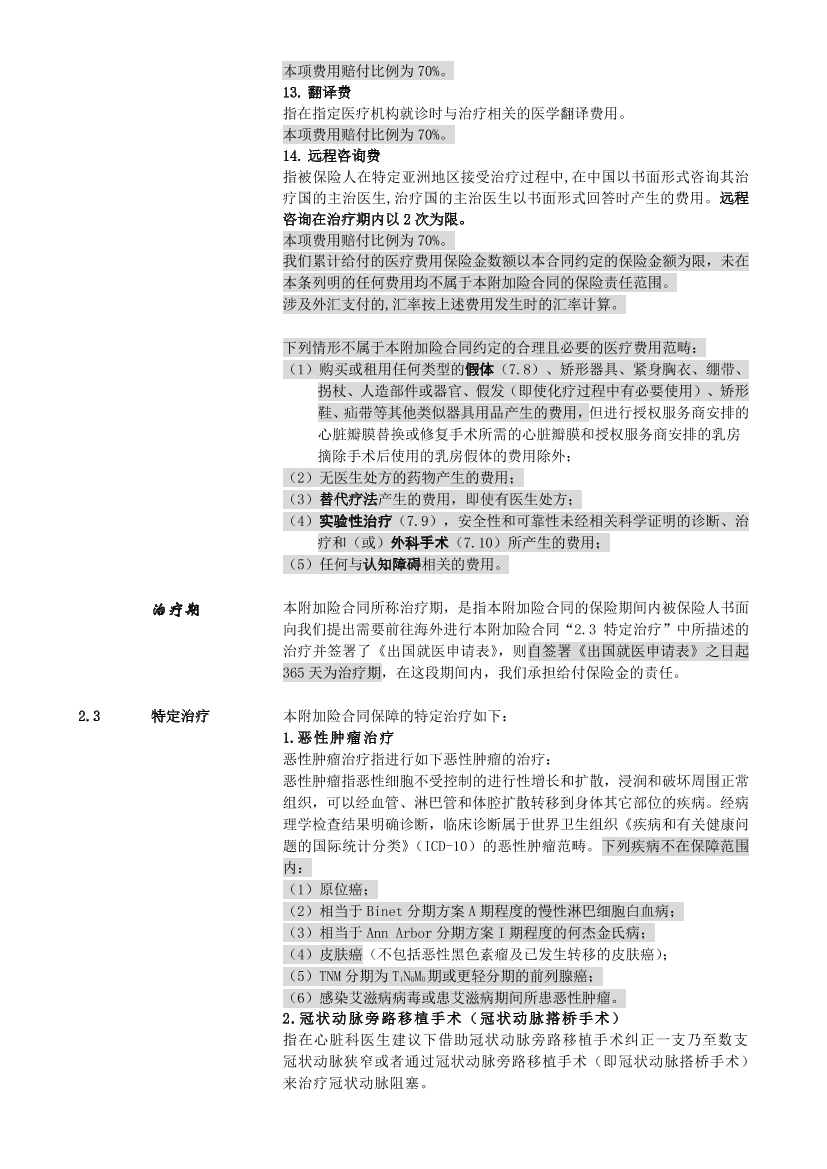 本项费用赔付比例为 70%。
13. 翻译费
指在指定医疗机构就诊时与治疗相关的医学翻译费用。
本项费用赔付比例为 70%。
14. 远程咨询费
指被保险人在特定亚洲地区接受治疗过程中,在中国以书面形式咨询其治
疗国的主治医生,治疗国的主治医生以书面形式回答时产生的费用。远程
咨询在治疗期内以 2 次为限。
本项费用赔付比例为 70%。
我们累计给付的医疗费用保险金数额以本合同约定的保险金额为限，未在
本条列明的任何费用均不属于本附加险合同的保险责任范围。
涉及外汇支付的,汇率按上述费用发生时的汇率计算。
下列情形不属于本附加险合同约定的合理且必要的医疗费用范畴：
（1）购买或租用任何类型的假体（7.8）、矫形器具、紧身胸衣、绷带、
拐杖、人造部件或器官、假发（即使化疗过程中有必要使用）、矫形
鞋、疝带等其他类似器具用品产生的费用，但进行授权服务商安排的
心脏瓣膜替换或修复手术所需的心脏瓣膜和授权服务商安排的乳房
摘除手术后使用的乳房假体的费用除外；
（2）无医生处方的药物产生的费用；
（3）替代疗法产生的费用，即使有医生处方；
（4）实验性治疗（7.9），安全性和可靠性未经相关科学证明的诊断、治
疗和（或）外科手术（7.10）所产生的费用；
（5）任何与认知障碍相关的费用。
治疗期 本附加险合同所称治疗期，是指本附加险合同的保险期间内被保险人书面
向我们提出需要前往海外进行本附加险合同“2.3 特定治疗”中所描述的
治疗并签署了《出国就医申请表》，则自签署《出国就医申请表》之日起
365 天为治疗期，在这段期间内，我们承担给付保险金的责任。
2.3 特定治疗 本附加险合同保障的特定治疗如下：
1.恶性肿瘤治疗
恶性肿瘤治疗指进行如下恶性肿瘤的治疗：
恶性肿瘤指恶性细胞不受控制的进行性增长和扩散，浸润和破坏周围正常
组织，可以经血管、淋巴管和体腔扩散转移到身体其它部位的疾病。经病
理学检查结果明确诊断，临床诊断属于世界卫生组织《疾病和有关健康问
题的国际统计分类》（ICD-10）的恶性肿瘤范畴。下列疾病不在保障范围
内：
（1）原位癌；
（2）相当于 Binet 分期方案 A 期程度的慢性淋巴细胞白血病；
（3）相当于 Ann Arbor 分期方案 I 期程度的何杰金氏病；
（4）皮肤癌（不包括恶性黑色素瘤及已发生转移的皮肤癌）；
（5）TNM 分期为 T₁N₀M₀ 期或更轻分期的前列腺癌；
（6）感染艾滋病病毒或患艾滋病期间所患恶性肿瘤。
2.冠状动脉旁路移植手术（冠状动脉搭桥手术）
指在心脏科医生建议下借助冠状动脉旁路移植手术纠正一支乃至数支
冠状动脉狭窄或者通过冠状动脉旁路移植手术（即冠状动脉搭桥手术）
来治疗冠状动脉阻塞。